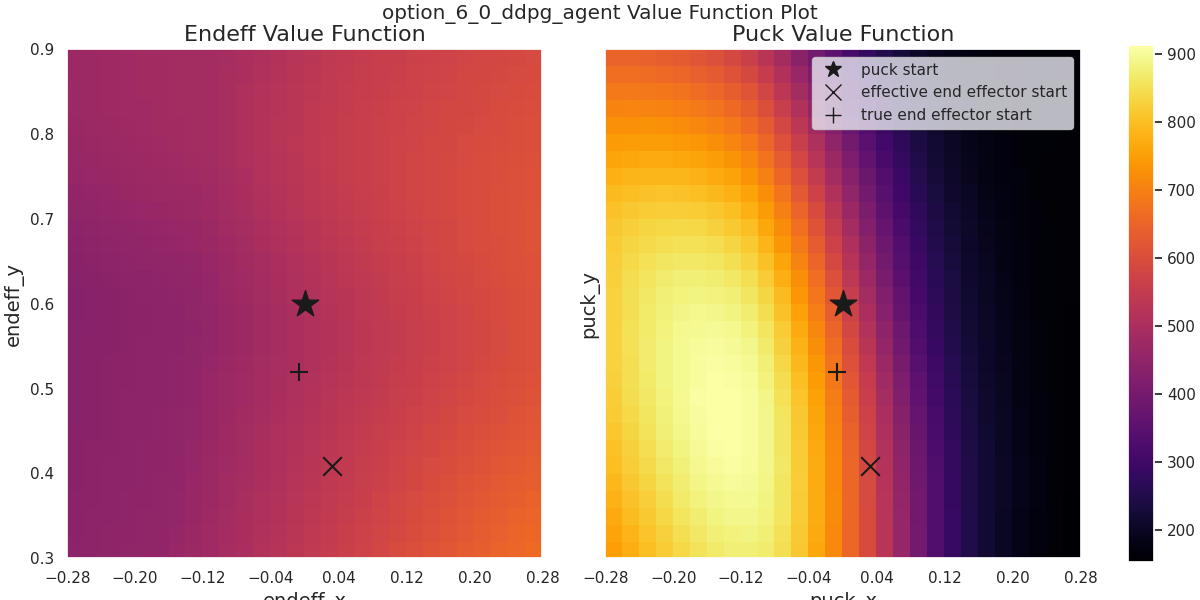 option_6_0_ddpg_agent Value Function Plot
Endeff Value Function
Puck Value Function
0.9
0.8
0.7
0.6
0.5
0.4
0.3
endeff_y
−0.28 −0.20 −0.12 −0.04 0.04 0.12 0.20 0.28
endeff_x
puck_y
puck start
effective end effector start
true end effector start
−0.28 −0.20 −0.12 −0.04 0.04 0.12 0.20 0.28
puck_x
900
800
700
600
500
400
300
200